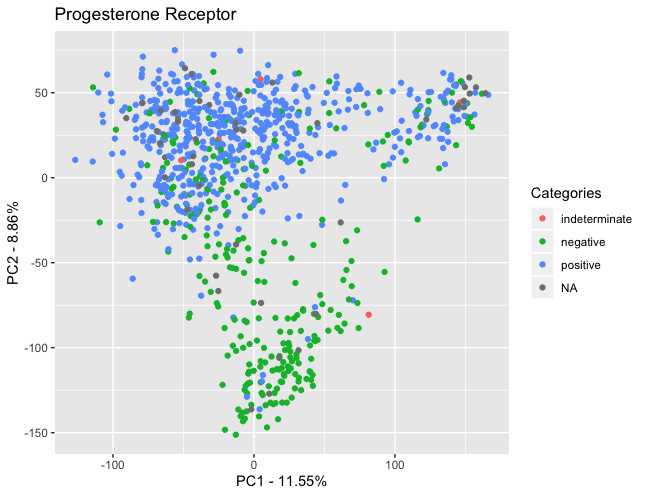 Progesterone Receptor
50
0
-50
-100
-150
PC2 - 8.86%
-100
0
100
PC1 - 11.55%
Categories
indeterminate
negative
positive
NA